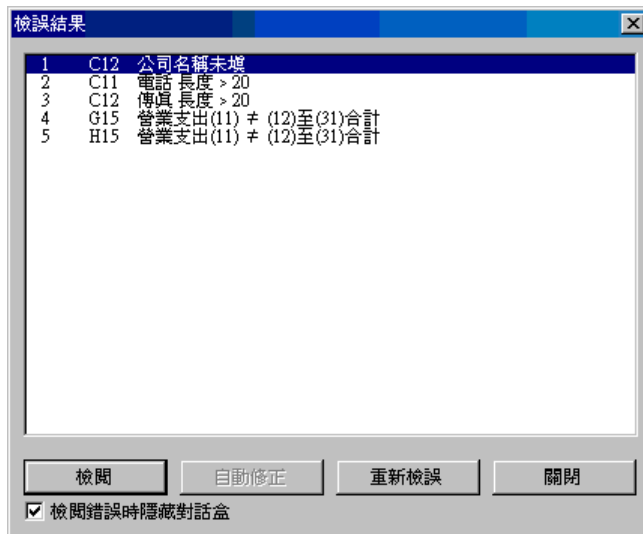 檢誤結果
1 C12 公司名稱未塡
2 C11 電話 長度 > 20
3 C12 傳眞 長度 > 20
4 G15 營業支出(11) ≠ (12)至(31)合計
5 H15 營業支出(11) ≠ (12)至(31)合計
檢閱 自動修正 重新檢誤 關閉
檢閱錯誤時隱藏對話盒